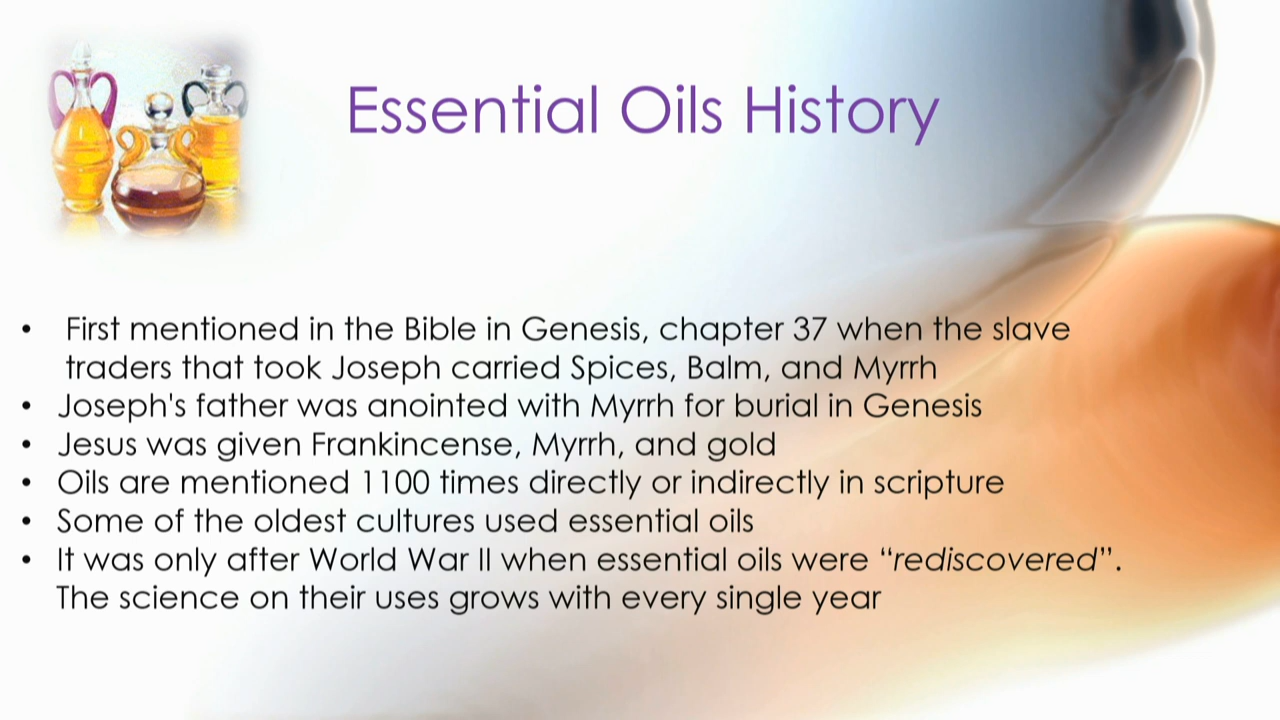 Essential Oils History
• First mentioned in the Bible in Genesis, chapter 37 when the slave
traders that took Joseph carried Spices, Balm, and Myrrh
• Joseph's father was anointed with Myrrh for burial in Genesis
• Jesus was given Frankincense, Myrrh, and gold
• Oils are mentioned 1100 times directly or indirectly in scripture
• Some of the oldest cultures used essential oils
• It was only after World War II when essential oils were “rediscovered”.
The science on their uses grows with every single year